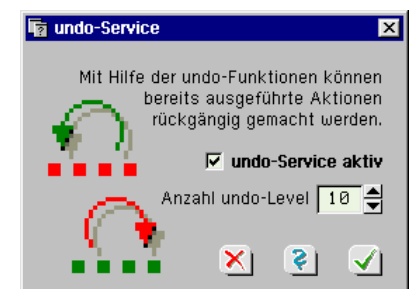 undo-Service
Mit Hilfe der undo-Funktionen können
bereits ausgeführte Aktionen
rückgängig gemacht werden.
undo-Service aktiv
Anzahl undo-Level 10